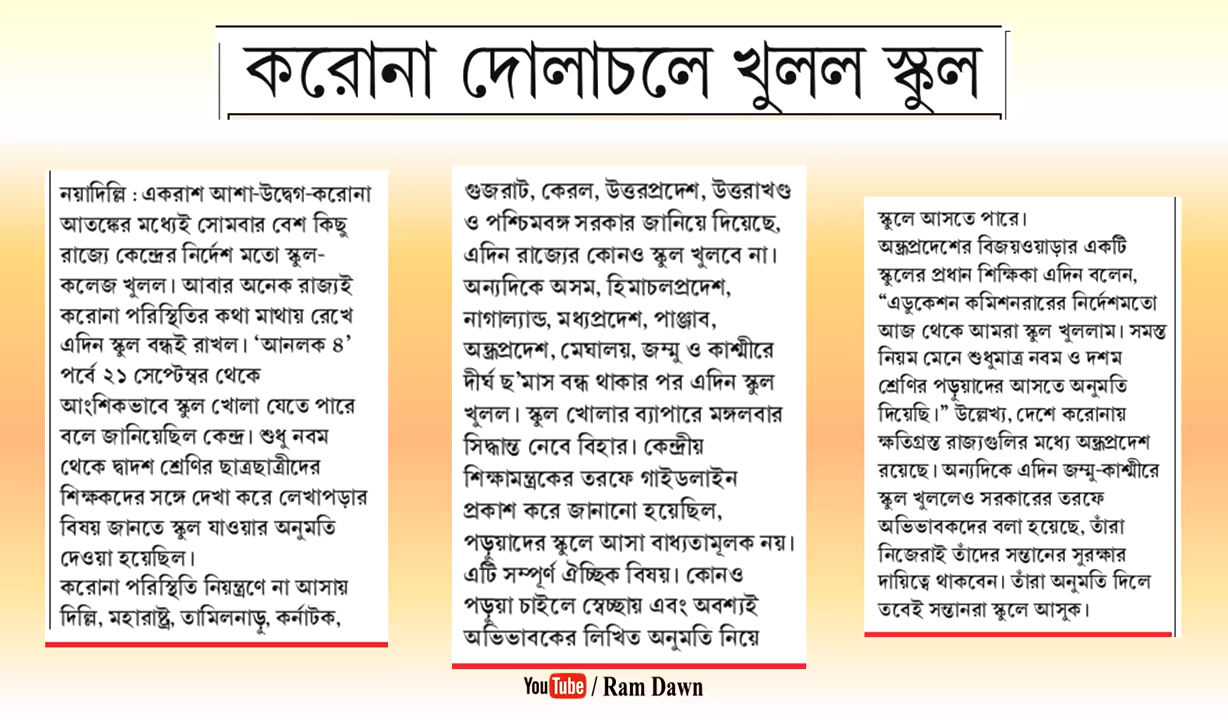 করোনা দোলাচলে খুলল স্কুল
নয়াদিল্লি : একরাশ আশা-উদ্বেগ-করোনা
আতঙ্কের মধ্যেই সোমবার বেশ কিছু
রাজ্যে কেন্দ্রের নির্দেশ মতো স্কুল-
কলেজ খুলল। আবার অনেক রাজ্যই
করোনা পরিস্থিতির কথা মাথায় রেখে
এদিন স্কুল বন্ধই রাখল। ‘আনলক ৪’
পর্বে ২১ সেপ্টেম্বর থেকে
আংশিকভাবে স্কুল খোলা যেতে পারে
বলে জানিয়েছিল কেন্দ্র। শুধু নবম
থেকে দ্বাদশ শ্রেণির ছাত্রছাত্রীদের
শিক্ষকদের সঙ্গে দেখা করে লেখাপড়ার
বিষয় জানতে স্কুল যাওয়ার অনুমতি
দেওয়া হয়েছিল।
করোনা পরিস্থিতি নিয়ন্ত্রণে না আসায়
দিল্লি, মহারাষ্ট্র, তামিলনাড়ু, কর্নাটক,
গুজরাট, কেরল, উত্তরপ্রদেশ, উত্তরাখণ্ড
ও পশ্চিমবঙ্গ সরকার জানিয়ে দিয়েছে,
এদিন রাজ্যের কোনও স্কুল খুলবে না।
অন্যদিকে অসম, হিমাচলপ্রদেশ,
নাগাল্যান্ড, মধ্যপ্রদেশ, পাঞ্জাব,
অন্ধ্রপ্রদেশ, মেঘালয়, জম্মু ও কাশ্মীরে
দীর্ঘ ছ’মাস বন্ধ থাকার পর এদিন স্কুল
খুলল। স্কুল খোলার ব্যাপারে মঙ্গলবার
সিদ্ধান্ত নেবে বিহার। কেন্দ্রীয়
শিক্ষামন্ত্রকের তরফে গাইডলাইন
প্রকাশ করে জানানো হয়েছিল,
পড়ুয়াদের স্কুলে আসা বাধ্যতামূলক নয়।
এটি সম্পূর্ণ ঐচ্ছিক বিষয়। কোনও
পড়ুয়া চাইলে স্বেচ্ছায় এবং অবশ্যই
অভিভাবকের লিখিত অনুমতি নিয়ে
স্কুলে আসতে পারে।
অন্ধ্রপ্রদেশের বিজয়ওয়াড়ার একটি
স্কুলের প্রধান শিক্ষিকা এদিন বলেন,
“এডুকেশন কমিশনরারের নির্দেশমতো
আজ থেকে আমরা স্কুল খুললাম। সমস্ত
নিয়ম মেনে শুধুমাত্র নবম ও দশম
শ্রেণির পড়ুয়াদের আসতে অনুমতি
দিয়েছি।” উল্লেখ্য, দেশে করোনায়
ক্ষতিগ্রস্ত রাজ্যগুলির মধ্যে অন্ধ্রপ্রদেশ
রয়েছে। অন্যদিকে এদিন জম্মু-কাশ্মীরে
স্কুল খুললেও সরকারের তরফে
অভিভাবকদের বলা হয়েছে, তাঁরা
নিজেরাই তাঁদের সন্তানের সুরক্ষার
দায়িত্বে থাকবেন। তাঁরা অনুমতি দিলে
তবেই সন্তানরা স্কুলে আসুক।
YouTube / Ram Dawn